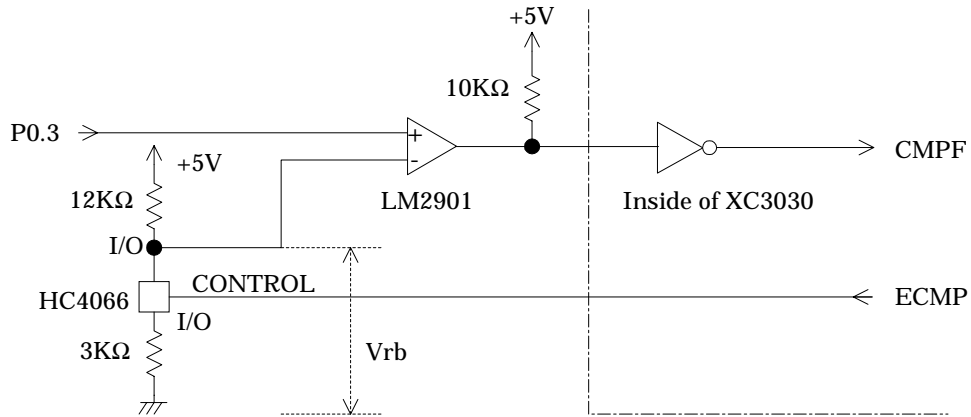 +5V
10KΩ
P0.3
+
-
CMPF
+5V
LM2901
Inside of XC3030
12KΩ
I/O
CONTROL
HC4066
ECMP
I/O
3KΩ
Vrb